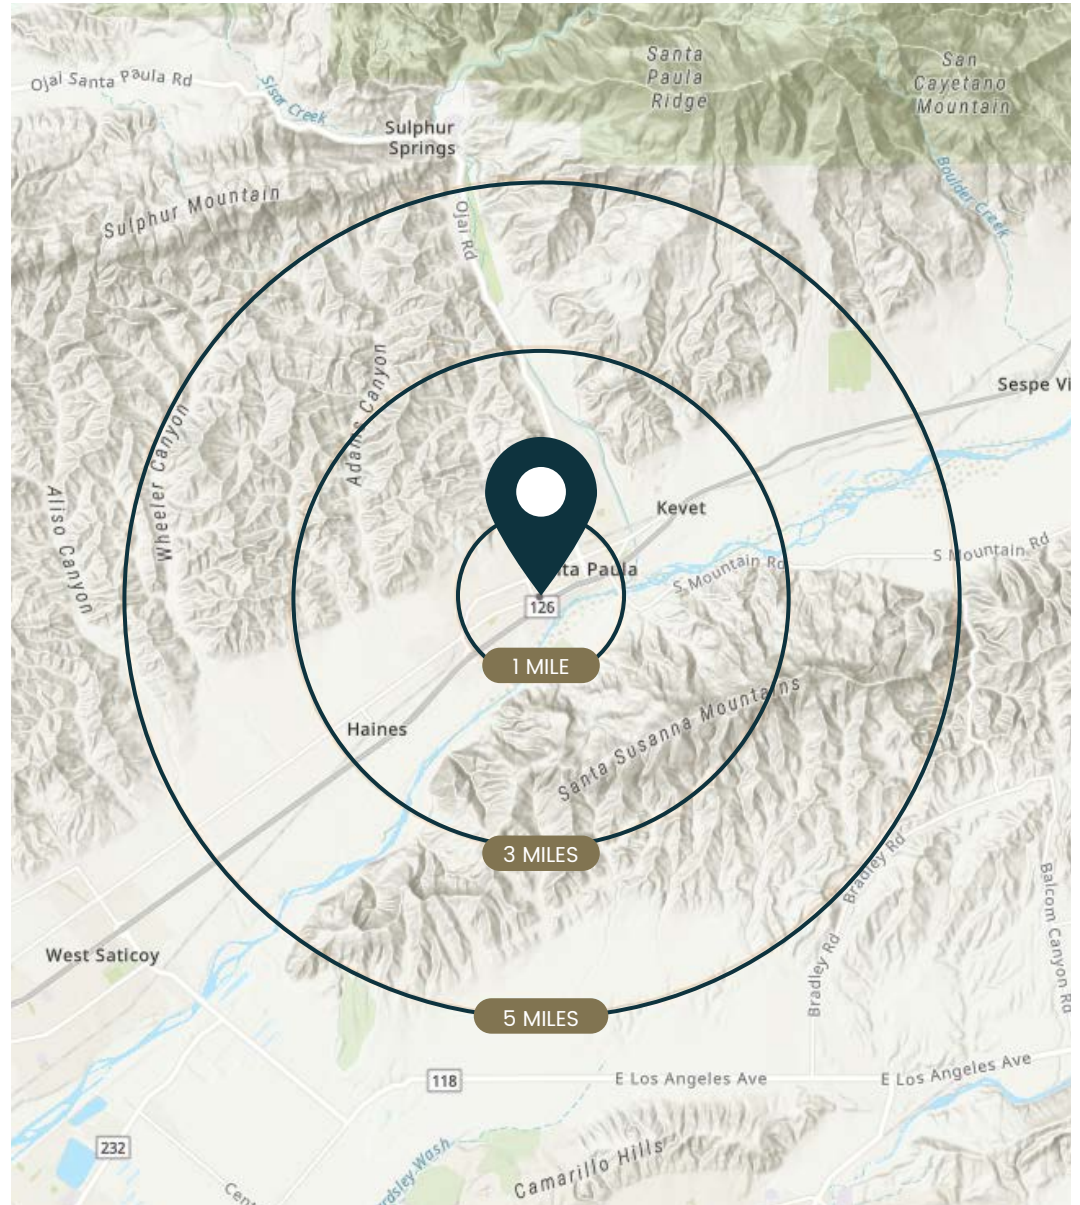 Santa
Paula
Ridge
San
Cayetano
Mountain
Ojai Santa Paula Rd
Sisar Creek
Sulphur
Springs
Boulder Creek
Sulphur Mountain
Ojai Rd
Adams Canyon
Sespe Vi
Wheeler Canyon
Aliso Canyon
Kevet
S Mountain Rd
ta Paula
S Mountain Rd
126
1 MILE
Santa Susanna Mountains
Haines
3 MILES
Bradley Rd
Balcom Canyon Rd
West Saticoy
Bradley Rd
5 MILES
118
E Los Angeles Ave
E Los Angeles Ave
232
rdsley Wash
Camarillo Hills
Cent